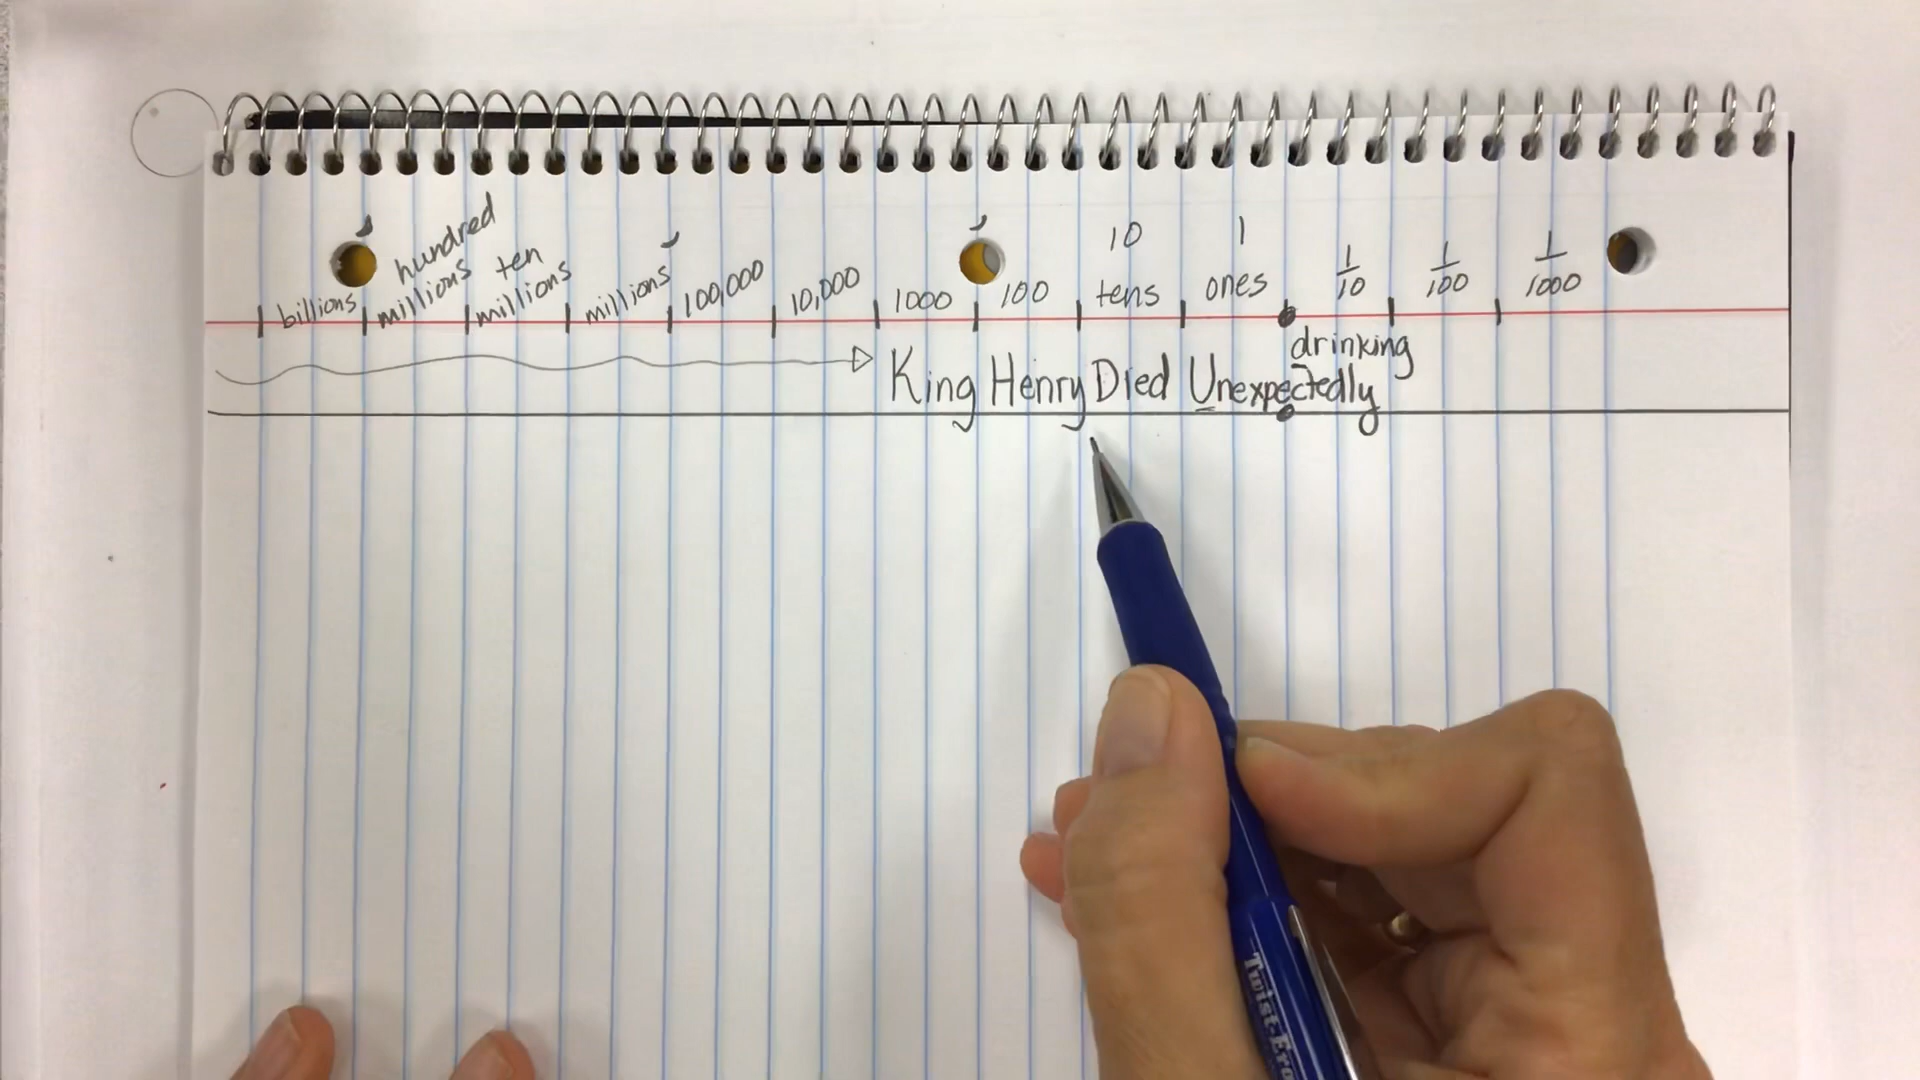 billions, hundred millions, ten millions, millions, 100,000 10,000 1000, 100 10 tens 1 ones . 1/10 1/100 1/1000
King Henry Died Unexpectedly drinking
Twist-Era